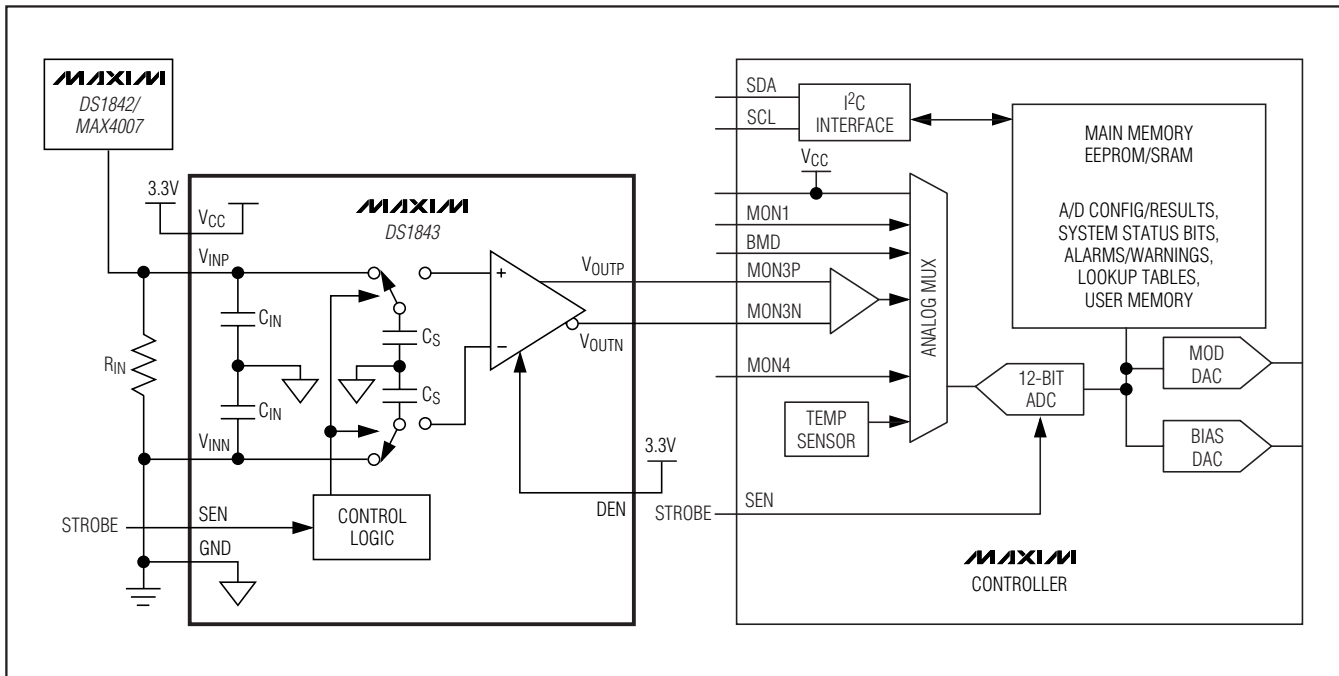 MAXIM
DS1842/
MAX4007
3.3V
VCC
VINP
RIN
CIN
CIN
VINN
STROBE
SEN
GND
MAXIM
DS1843
CS
CS
CONTROL
LOGIC
VOUTP
VOUTN
3.3V
DEN
SDA
SCL
I2C
INTERFACE
VCC
MON1
BMD
MON3P
MON3N
MON4
ANALOG MUX
TEMP
SENSOR
STROBE
SEN
MAIN MEMORY
EEPROM/SRAM
A/D CONFIG/RESULTS,
SYSTEM STATUS BITS,
ALARMS/WARNINGS,
LOOKUP TABLES,
USER MEMORY
12-BIT
ADC
MOD
DAC
BIAS
DAC
MAXIM
CONTROLLER
+
−